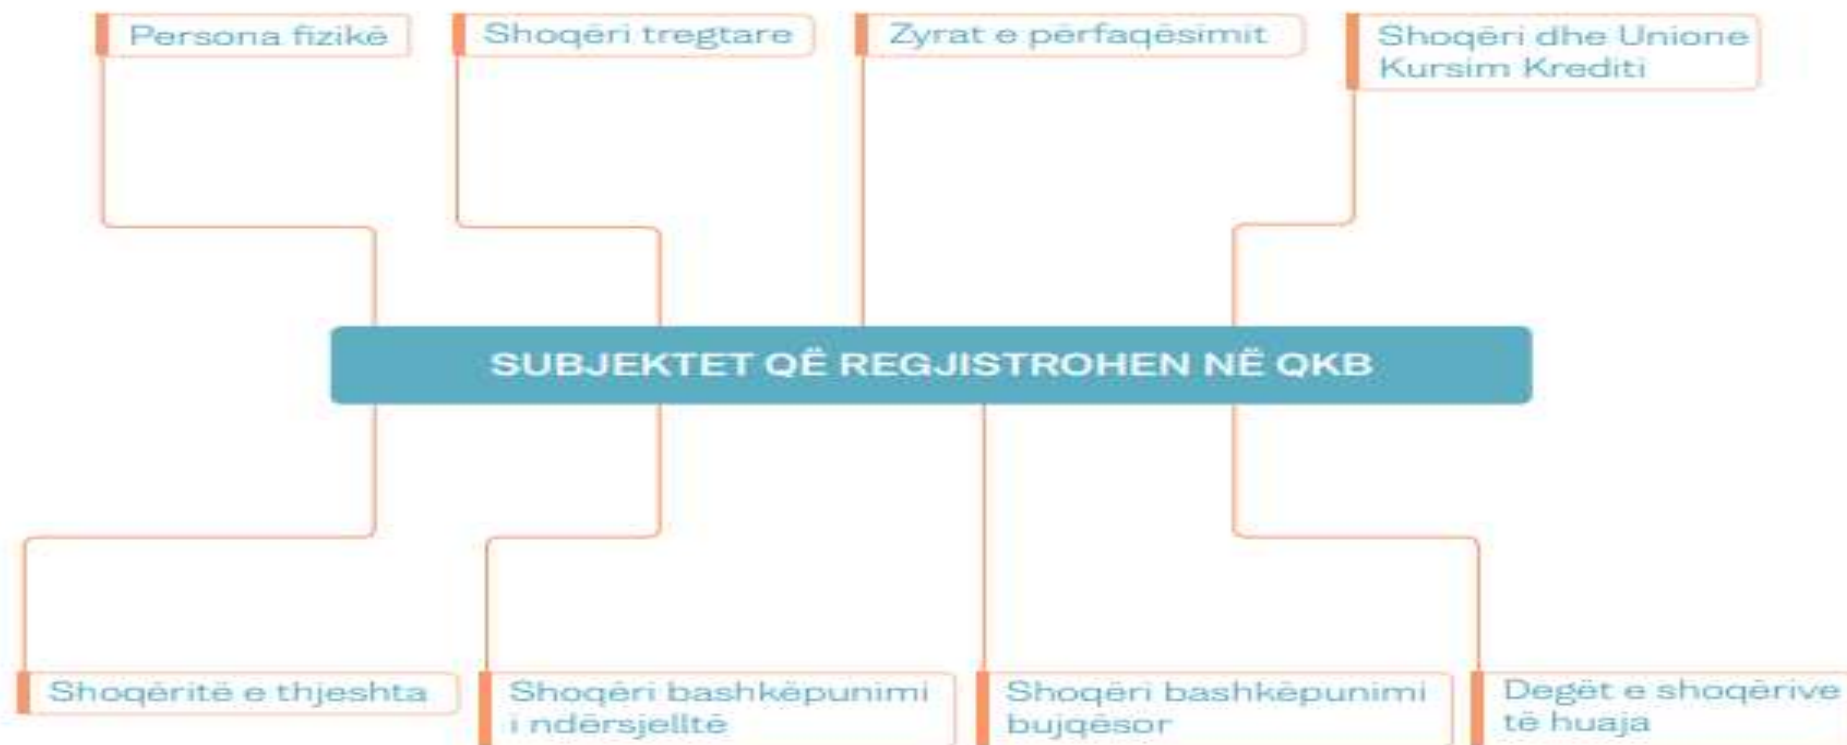 Persona fizikë
Shoqëri tregtare
Zyrat e përfaqësimit
Shoqëri dhe Unione
Kursim Krediti
SUBJEKTET QË REGJISTROHEN NË QKB
Shoqëritë e thjeshta
Shoqëri bashkëpunimi
i ndërsjelltë
Shoqëri bashkëpunimi
bujqësor
Degët e shoqërive
të huaja